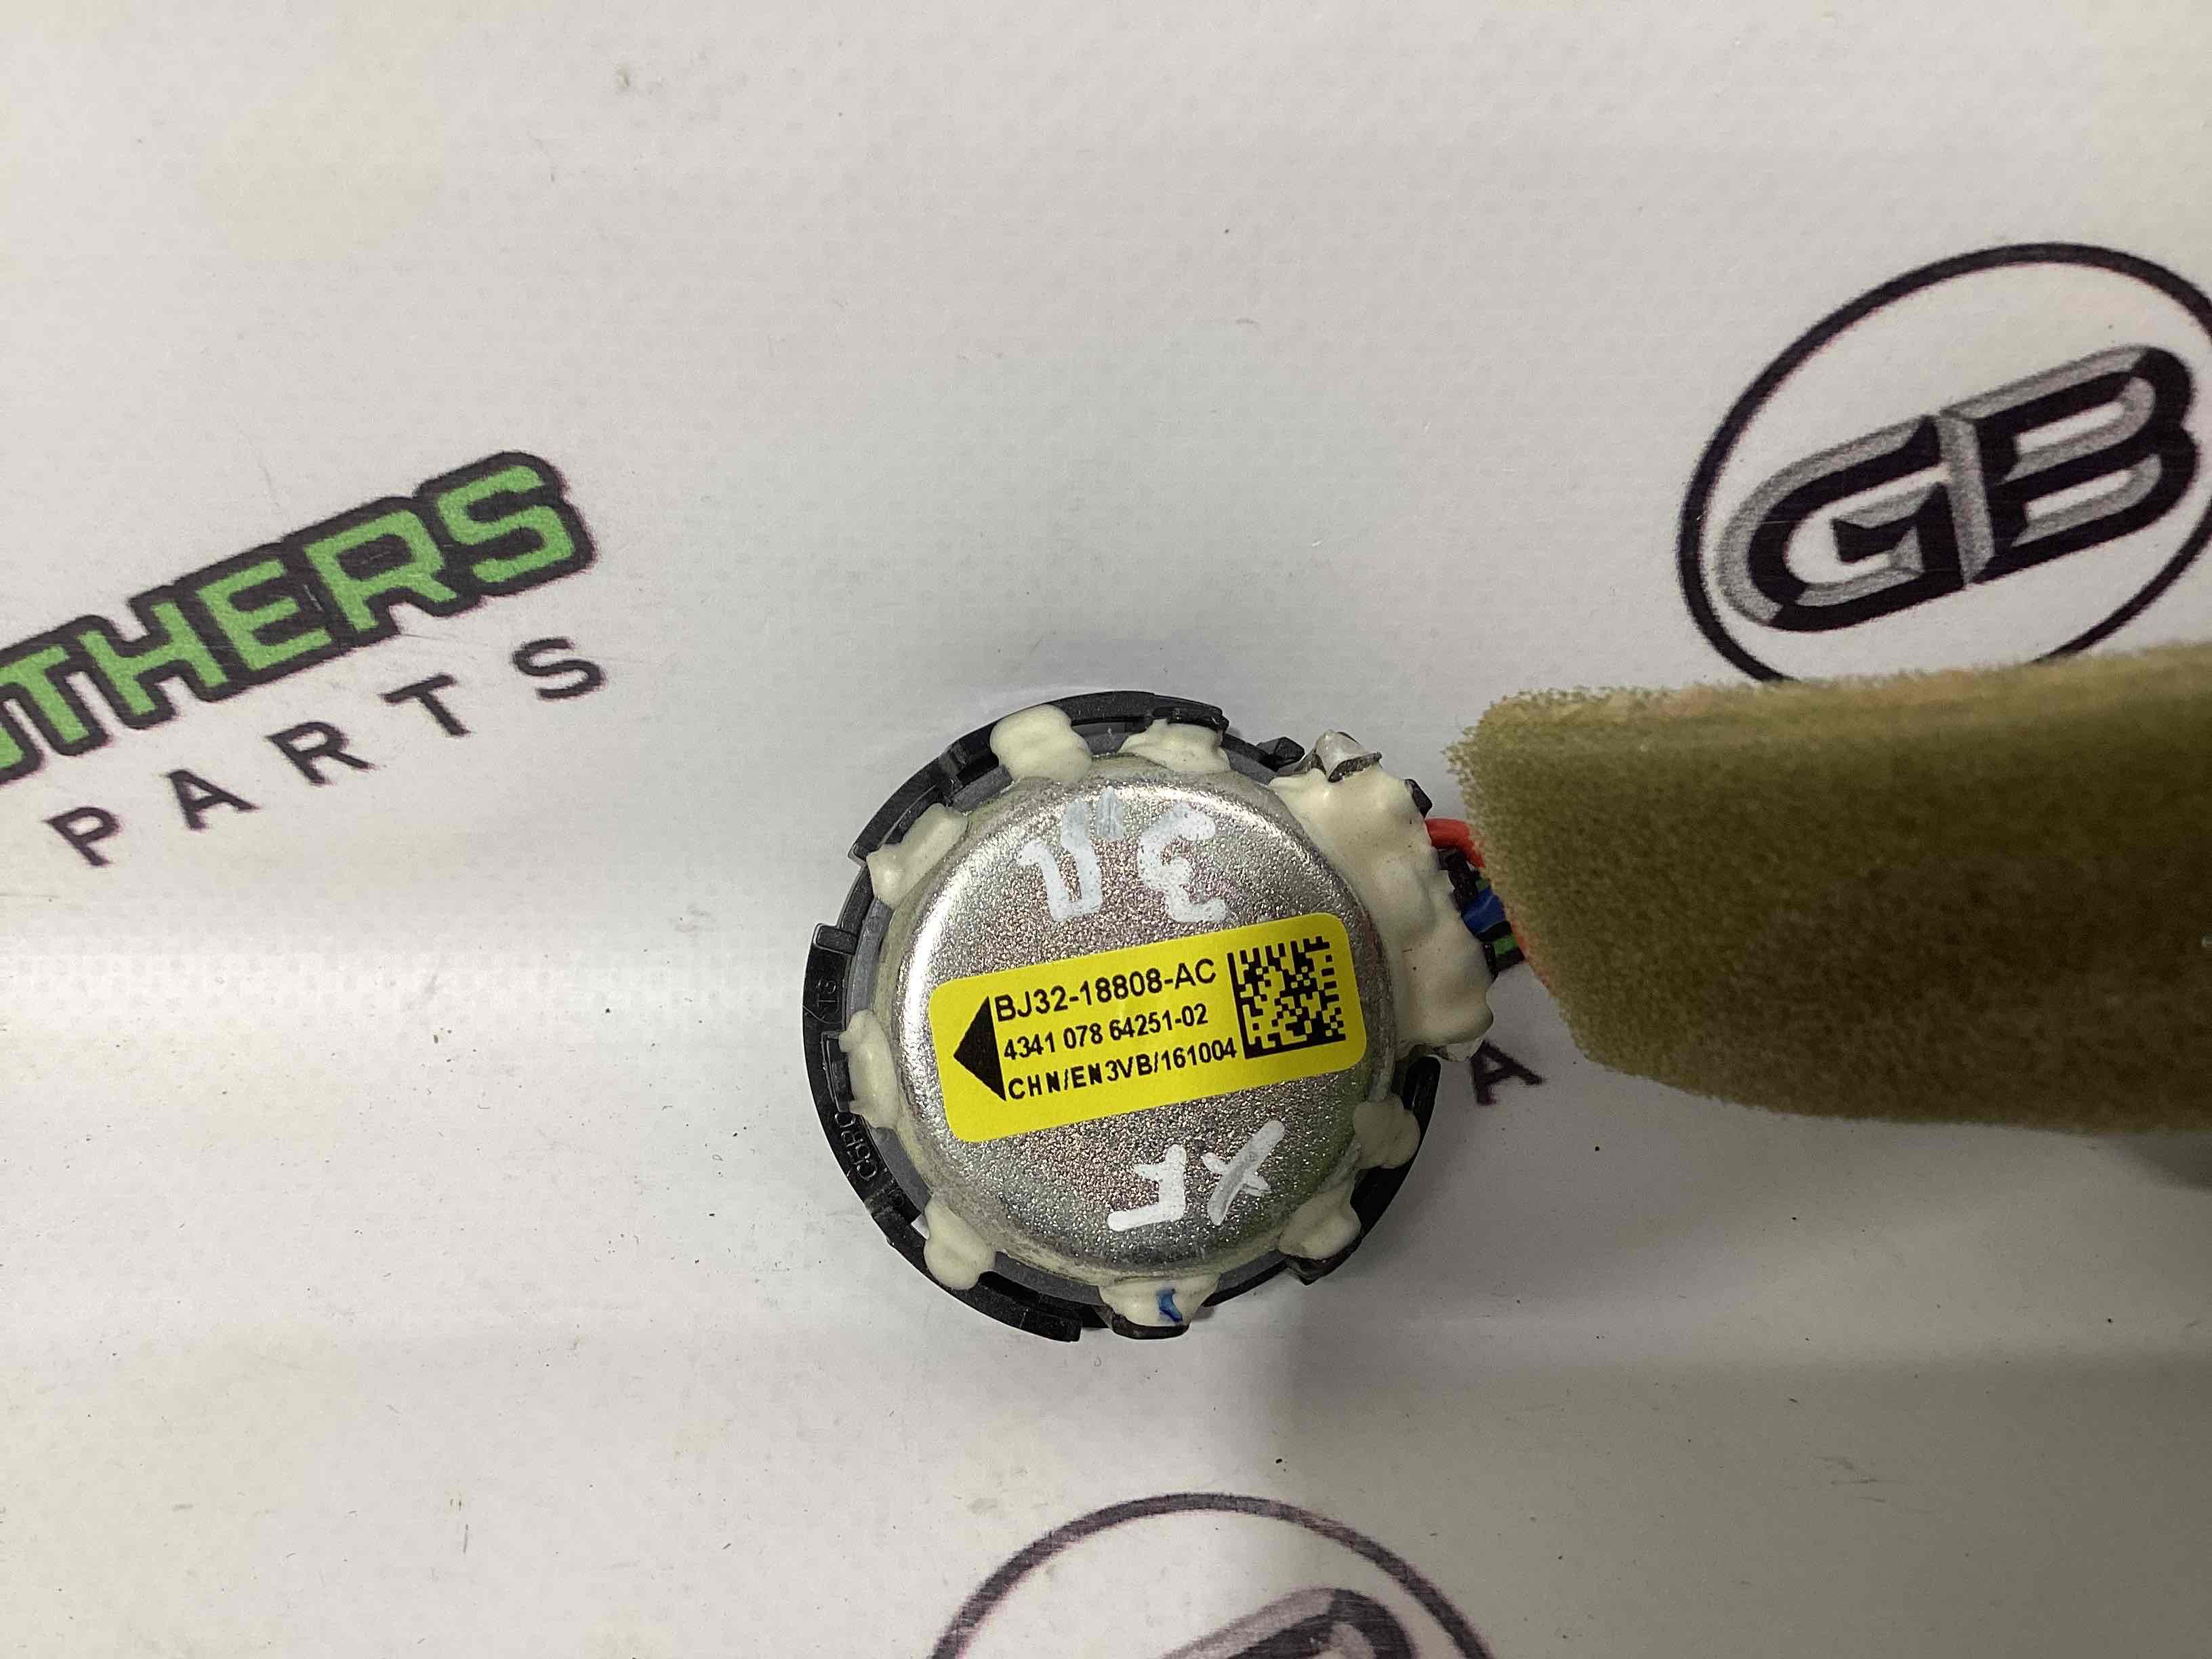 THERS
PARTS
GB
BJ32-18808-AC
4341 078 64251-02
CHN/EN3VB/161004
XF
A